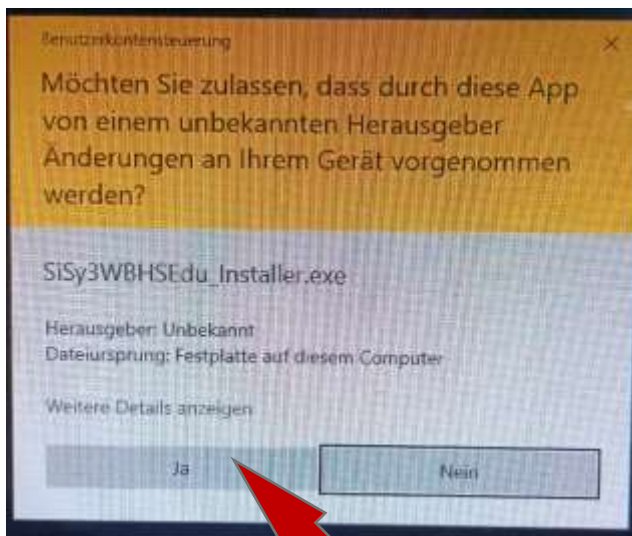 Benutzerkontensteuerung
Möchten Sie zulassen, dass durch diese App
von einem unbekannten Herausgeber
Änderungen an Ihrem Gerät vorgenommen
werden?
SiSy3WBHSEdu_Installer.exe
Herausgeber: Unbekannt
Dateiursprung: Festplatte auf diesem Computer
Weitere Details anzeigen
Ja
Nein